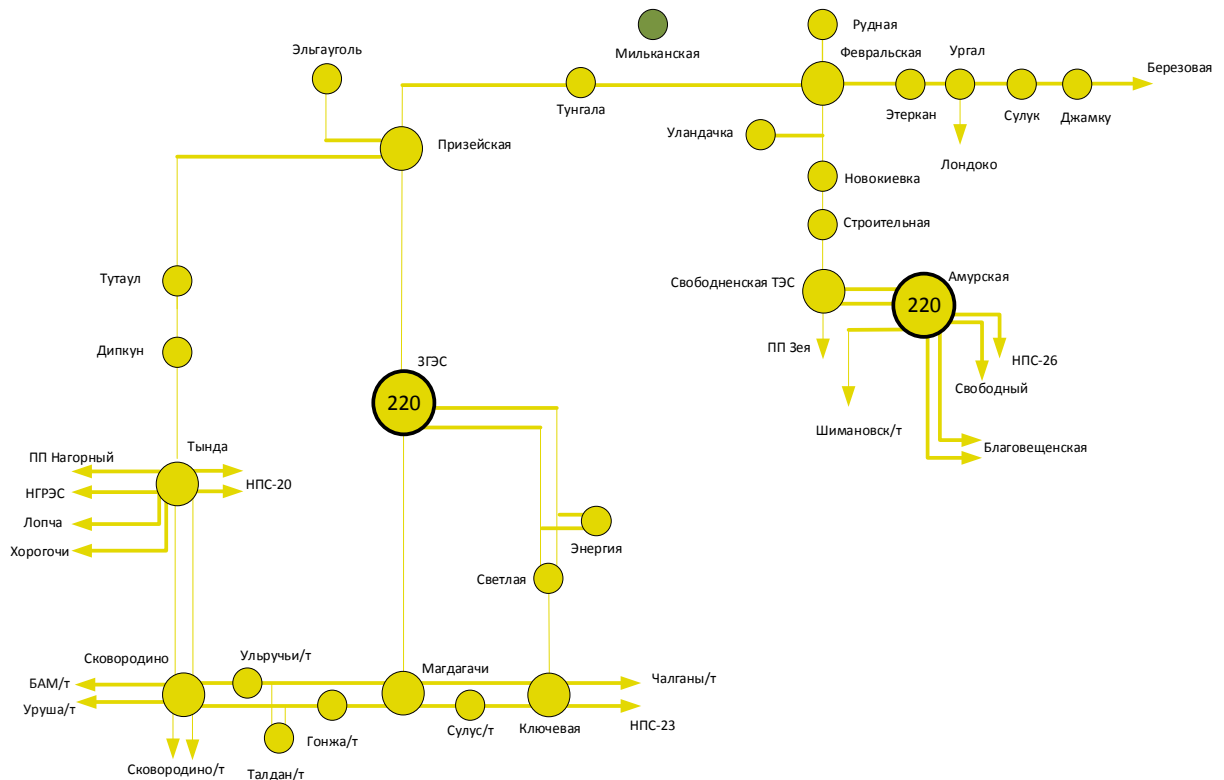 Рудная
Эльгауголь
Мильканская
Февральская
Ургал
Березовая
Тунгала
Этеркан
Сулук
Джамку
Уландачка
Призейская
Лондоко
Новокиевка
Строительная
Тутаул
Свободненская ТЭС
Амурская
220
ПП Зея
НПС-26
Дипкун
ЗГЭС
Свободный
220
Шимановск/т
Тында
Благовещенская
ПП Нагорный
НГРЭС
НПС-20
Лопча
Хорогочи
Энергия
Светлая
Ульручьи/т
Сковородино
Магдагачи
БАМ/т
Чалганы/т
Уруша/т
НПС-23
Сулус/т
Ключевая
Гонжа/т
Сковородино/т
Талдан/т